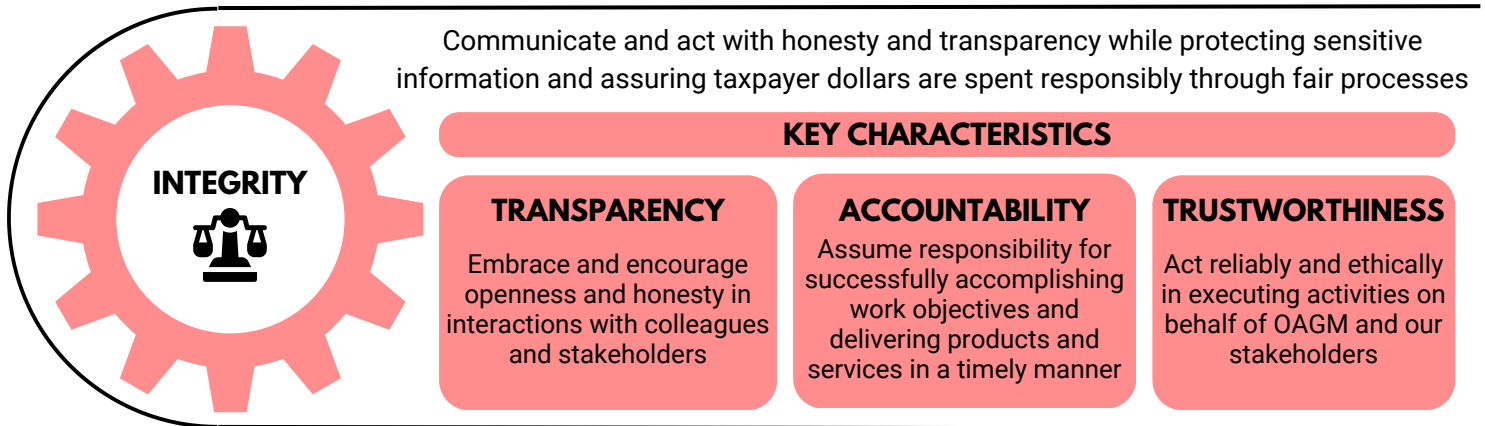 Communicate and act with honesty and transparency while protecting sensitive
information and assuring taxpayer dollars are spent responsibly through fair processes
INTEGRITY
KEY CHARACTERISTICS
TRANSPARENCY
Embrace and encourage
openness and honesty in
interactions with colleagues
and stakeholders
ACCOUNTABILITY
Assume responsibility for
successfully accomplishing
work objectives and
delivering products and
services in a timely manner
TRUSTWORTHINESS
Act reliably and ethically
in executing activities on
behalf of OAGM and our
stakeholders